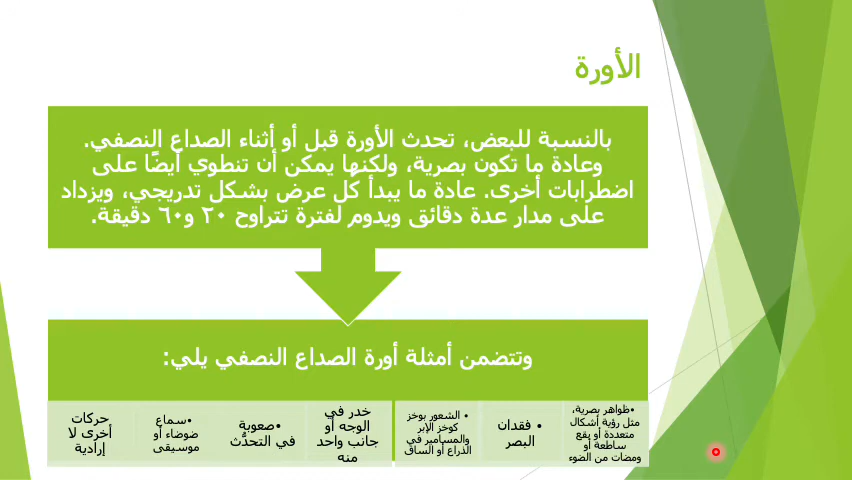 الأورة
بالنسبة للبعض، تحدث الأورة قبل أو أثناء الصداع النصفي.
وعادة ما تكون بصرية، ولكنها يمكن أن تنطوي أيضًا على
اضطرابات أخرى. عادة ما يبدأ كل عرض بشكل تدريجي، ويزداد
على مدار عدة دقائق ويدوم لفترة تتراوح ٢٠ و٦٠ دقيقة.
وتتضمن أمثلة أورة الصداع النصفي يلي:
•ظواهر بصرية،
مثل رؤية أشكال
متعددة أو بقع
ساطعة أو
ومضات من الضوء
• فقدان
البصر
• الشعور بوخز
كوخز الإبر
والمسامير في
الذراع أو الساق
خدر في
الوجه أو
جانب واحد
منه
•صعوبة
في التحدُّث
•سماع
ضوضاء أو
موسيقى
حركات
أخرى لا
إرادية